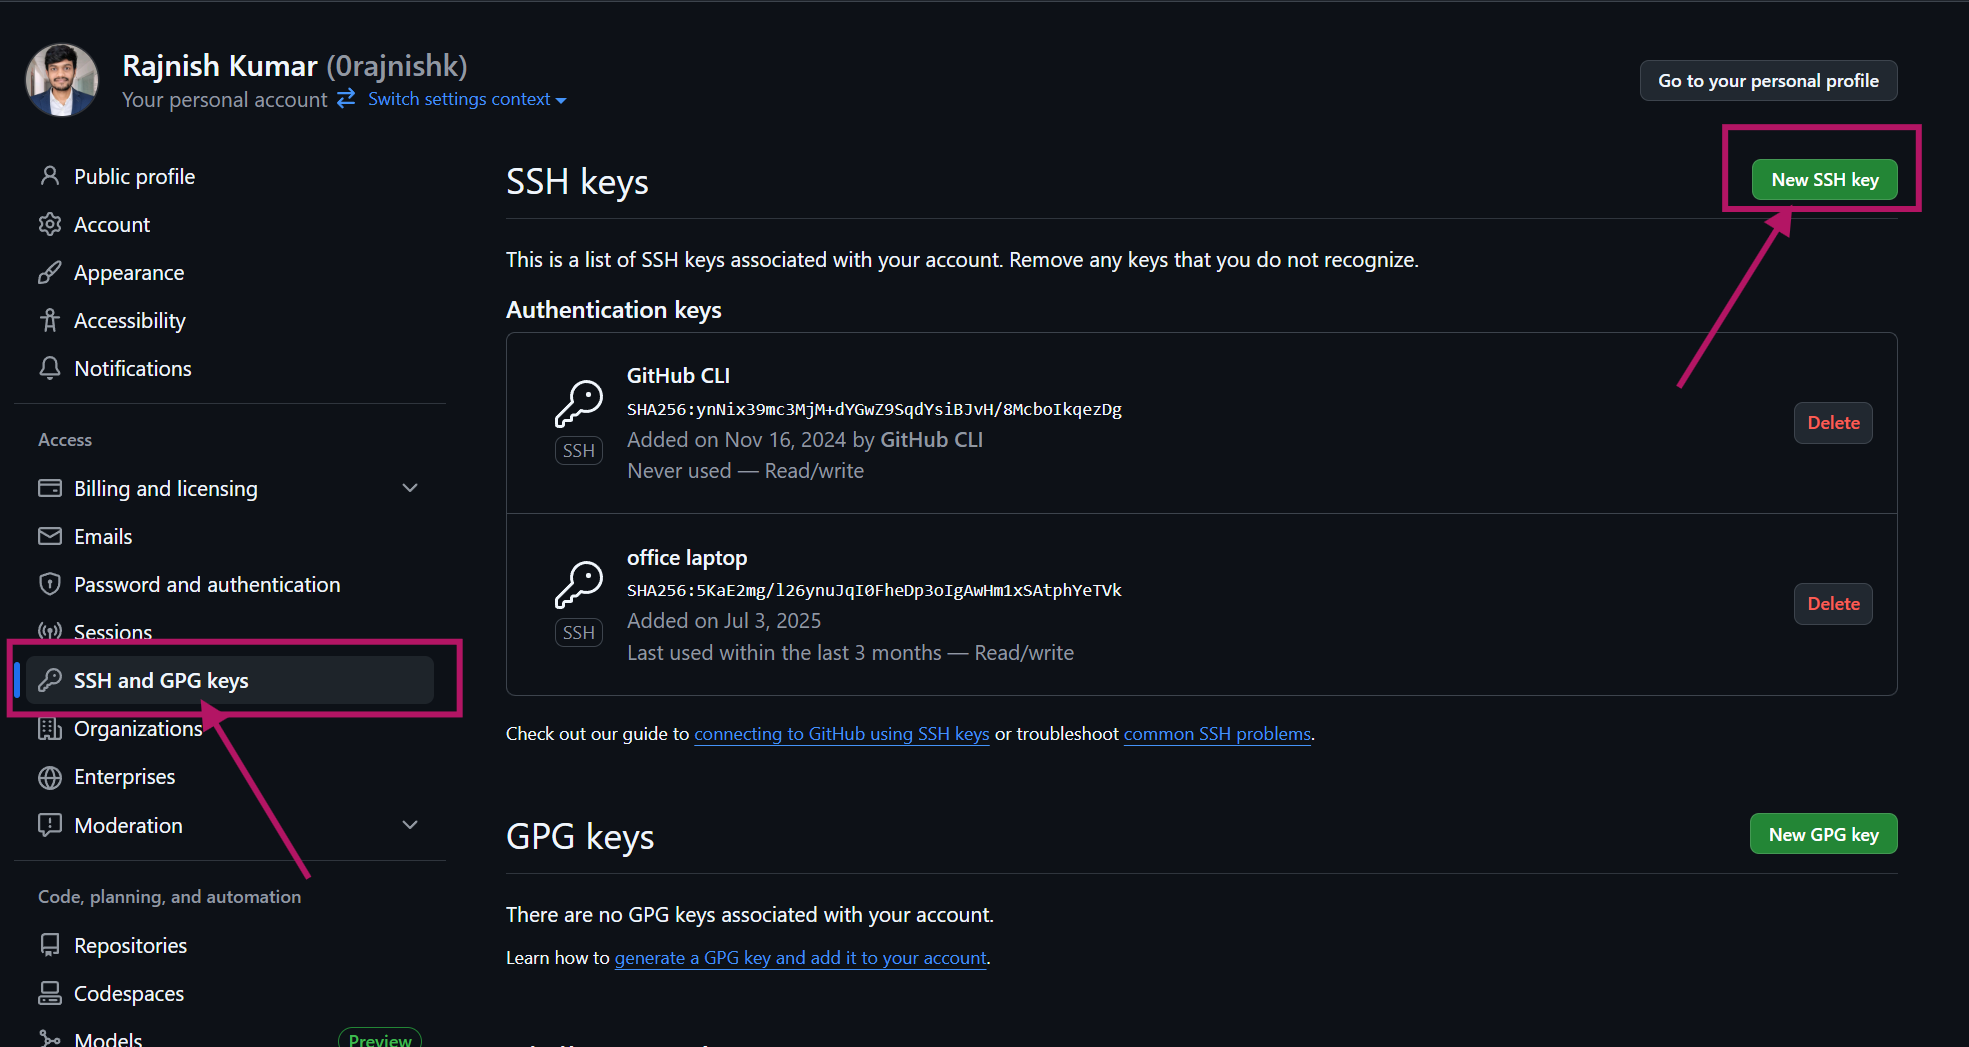 Rajnish Kumar (0rajnishk)
Your personal account Switch settings context
Go to your personal profile
Public profile
Account
Appearance
Accessibility
Notifications
Access
Billing and licensing
Emails
Password and authentication
Sessions
SSH and GPG keys
Organizations
Enterprises
Moderation
Code, planning, and automation
Repositories
Codespaces
Models Preview
SSH keys
New SSH key
This is a list of SSH keys associated with your account. Remove any keys that you do not recognize.
Authentication keys
GitHub CLI
SHA256:ynNix39mc3MjM+dYGwZ9SqdYsiBJvH/8McboIkqezDg
Added on Nov 16, 2024 by GitHub CLI
Never used — Read/write
SSH
Delete
office laptop
SHA256:5KaE2mg/l26ynuJqI0FheDp3oIgAwHm1xSAtphYeTVk
Added on Jul 3, 2025
Last used within the last 3 months — Read/write
SSH
Delete
Check out our guide to connecting to GitHub using SSH keys or troubleshoot common SSH problems.
GPG keys
New GPG key
There are no GPG keys associated with your account.
Learn how to generate a GPG key and add it to your account.